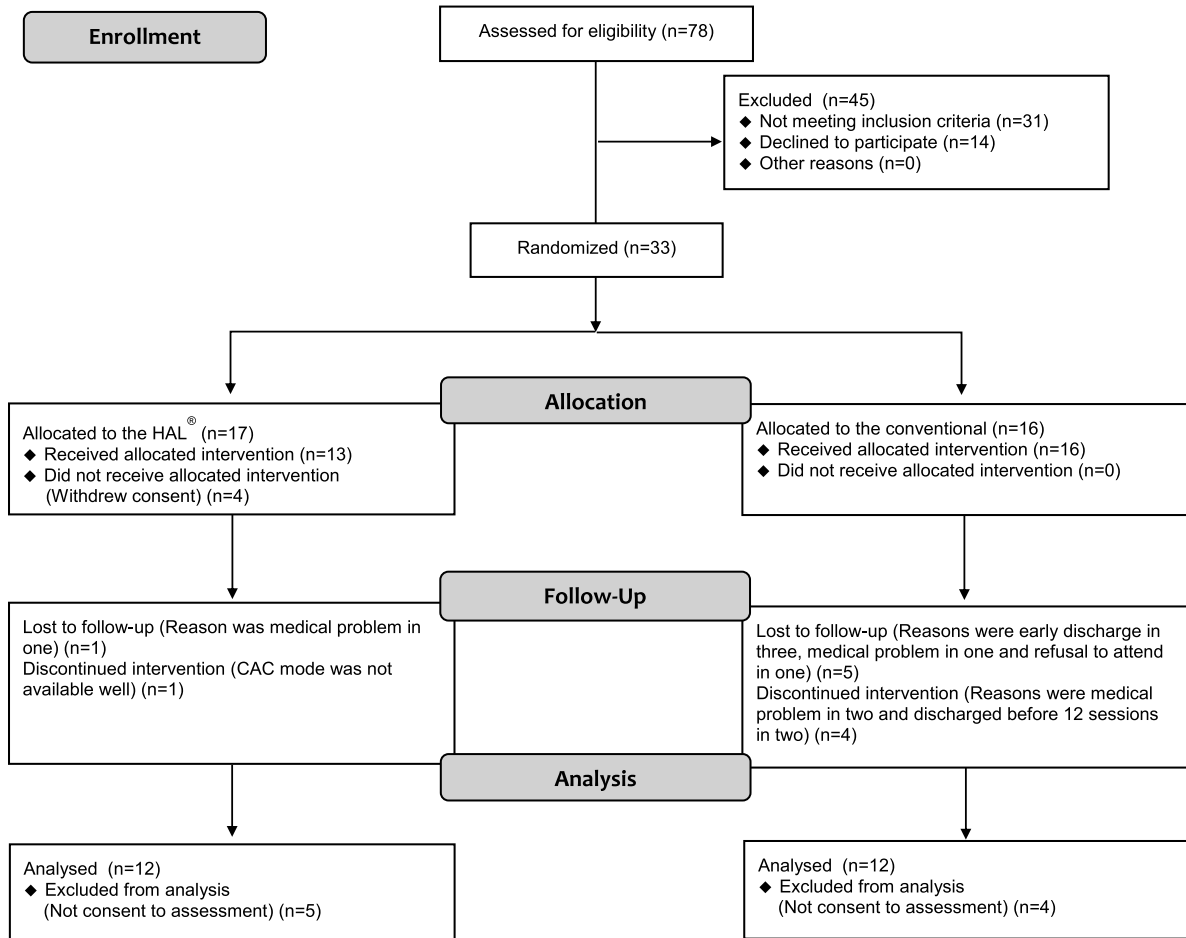 Enrollment
Assessed for eligibility (n=78)
Excluded (n=45)
◆ Not meeting inclusion criteria (n=31)
◆ Declined to participate (n=14)
◆ Other reasons (n=0)
Randomized (n=33)
Allocation
Allocated to the HAL® (n=17)
◆ Received allocated intervention (n=13)
◆ Did not receive allocated intervention
(Withdrew consent) (n=4)
Allocated to the conventional (n=16)
◆ Received allocated intervention (n=16)
◆ Did not receive allocated intervention (n=0)
Follow-Up
Lost to follow-up (Reason was medical problem in
one) (n=1)
Discontinued intervention (CAC mode was not
available well) (n=1)
Lost to follow-up (Reasons were early discharge in
three, medical problem in one and refusal to attend
in one) (n=5)
Discontinued intervention (Reasons were medical
problem in two and discharged before 12 sessions
in two) (n=4)
Analysis
Analysed (n=12)
◆ Excluded from analysis
(Not consent to assessment) (n=5)
Analysed (n=12)
◆ Excluded from analysis
(Not consent to assessment) (n=4)